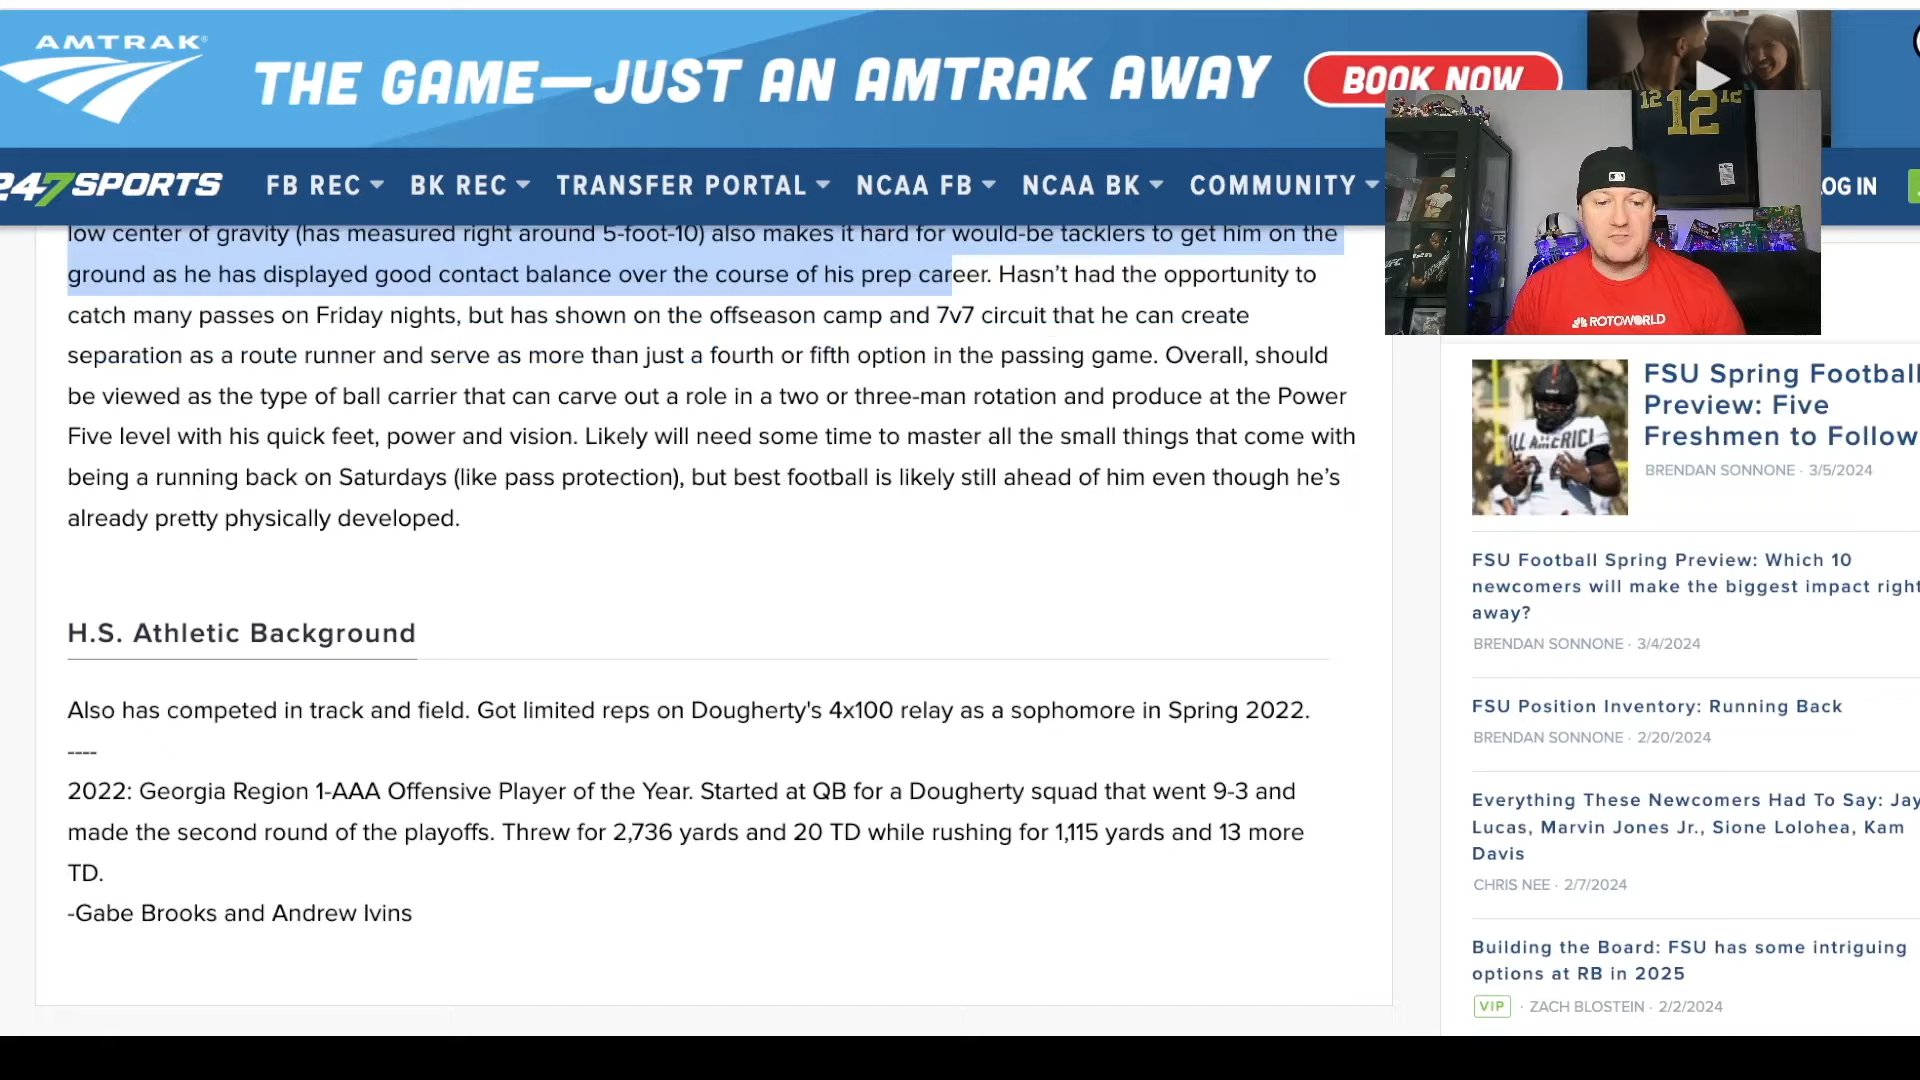 AMTRAK
THE GAME—JUST AN AMTRAK AWAY
BOOK NOW
12 12 12
247SPORTS
FB REC
BK REC
TRANSFER PORTAL
NCAA FB
NCAA BK
COMMUNITY
LOG IN
ROTOWORLD
low center of gravity (has measured right around 5-foot-10) also makes it hard for would-be tacklers to get him on the
ground as he has displayed good contact balance over the course of his prep career. Hasn't had the opportunity to
catch many passes on Friday nights, but has shown on the offseason camp and 7v7 circuit that he can create
separation as a route runner and serve as more than just a fourth or fifth option in the passing game. Overall, should
be viewed as the type of ball carrier that can carve out a role in a two or three-man rotation and produce at the Power
Five level with his quick feet, power and vision. Likely will need some time to master all the small things that come with
being a running back on Saturdays (like pass protection), but best football is likely still ahead of him even though he's
already pretty physically developed.
H.S. Athletic Background
Also has competed in track and field. Got limited reps on Dougherty's 4x100 relay as a sophomore in Spring 2022.
----
2022: Georgia Region 1-AAA Offensive Player of the Year. Started at QB for a Dougherty squad that went 9-3 and
made the second round of the playoffs. Threw for 2,736 yards and 20 TD while rushing for 1,115 yards and 13 more
TD.
-Gabe Brooks and Andrew Ivins
ALL AMERICA
24
FSU Spring Football
Preview: Five
Freshmen to Follow
BRENDAN SONNONE · 3/5/2024
FSU Football Spring Preview: Which 10
newcomers will make the biggest impact right
away?
BRENDAN SONNONE · 3/4/2024
FSU Position Inventory: Running Back
BRENDAN SONNONE · 2/20/2024
Everything These Newcomers Had To Say: Jay
Lucas, Marvin Jones Jr., Sione Lolohea, Kam
Davis
CHRIS NEE · 2/7/2024
Building the Board: FSU has some intriguing
options at RB in 2025
VIP · ZACH BLOSTEIN · 2/2/2024